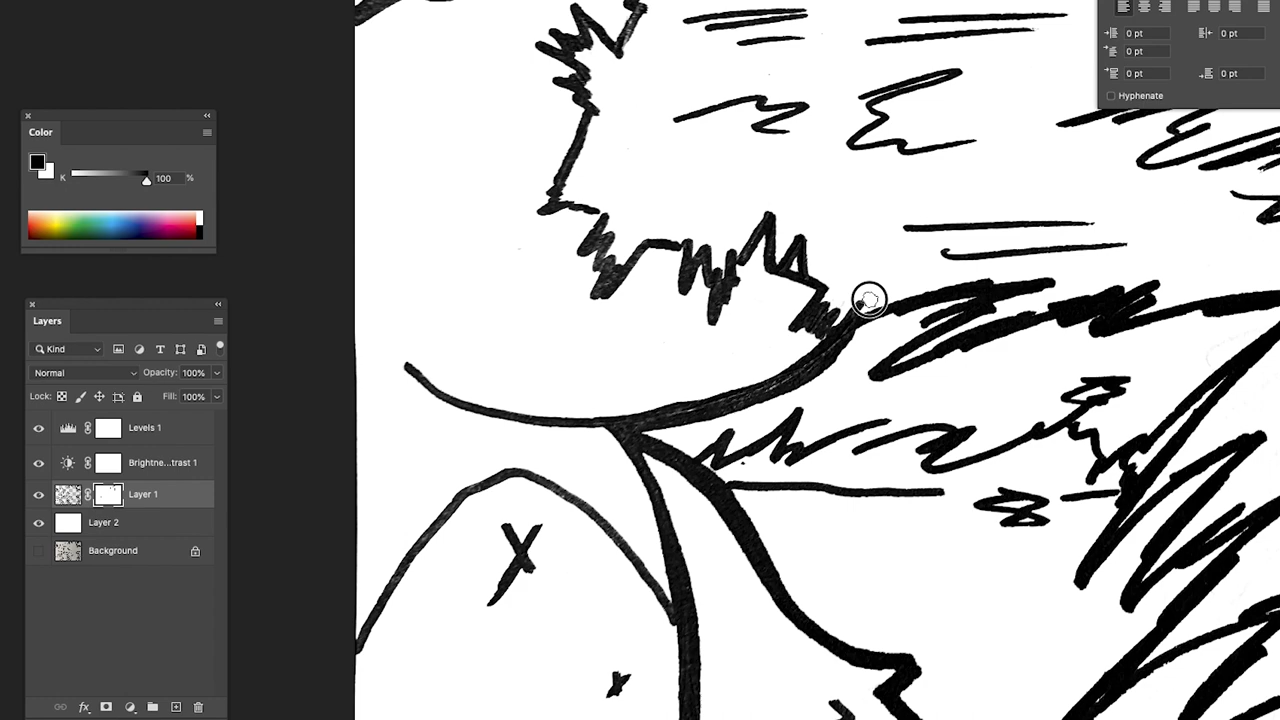 0 pt 0 pt
0 pt
0 pt 0 pt
Hyphenate
Color
K 100 %
Layers
Kind
Normal Opacity: 100%
Lock: Fill: 100%
Levels 1
Brightne...trast 1
Layer 1
Layer 2
Background
fx